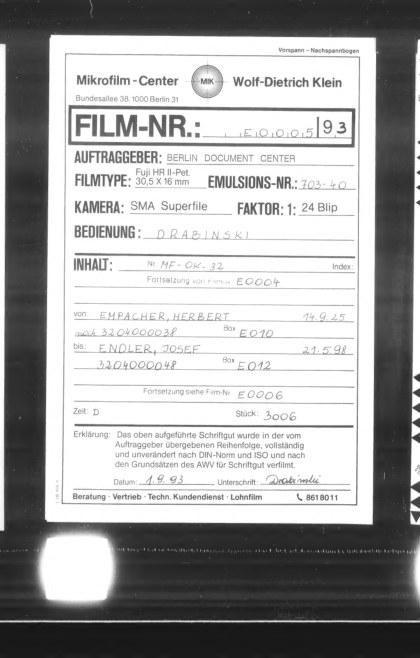 Vorspann – Nachspannbogen
Mikrofilm - Center MIK Wolf-Dietrich Klein
Bundesallee 38, 1000 Berlin 31
FILM-NR.: E0005 | 93
AUFTRAGGEBER: BERLIN DOCUMENT CENTER
FILMTYPE: Fuji HR II-Pet. 30,5 X 16 mm EMULSIONS-NR.: 703-40
KAMERA: SMA Superfile FAKTOR: 1: 24 Blip
BEDIENUNG: DRABINSKI
INHALT: Nr. MF-OK-32 Index:
Fortsetzung von Film-Nr. E0004
von: EMPACHER, HERBERT 14.9.25
noch 3204000038 Box E010
bis: ENDLER, JOSEF 21.5.98
3204000048 Box E012
Fortsetzung siehe Film-Nr E0006
Zeit: D Stück: 3006
Erklärung: Das oben aufgeführte Schriftgut wurde in der vom
Auftraggeber übergebenen Reihenfolge, vollständig
und unverändert nach DIN-Norm und ISO und nach
den Grundsätzen des AWV für Schriftgut verfilmt.
Datum: 1.9.93 Unterschrift: Drabinski
Beratung · Vertrieb · Techn. Kundendienst · Lohnfilm 8618011